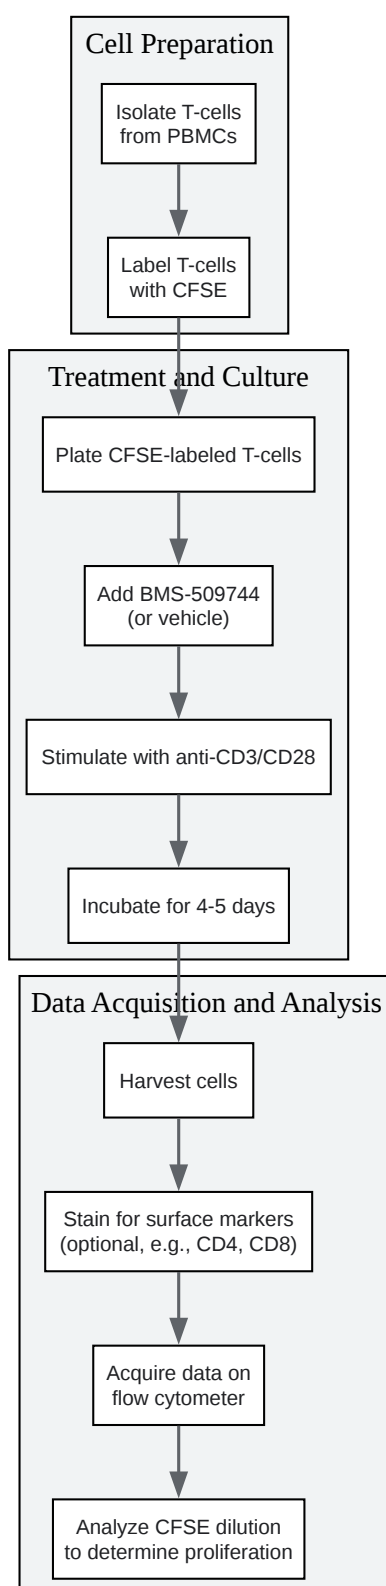 Cell Preparation
Isolate T-cells
from PBMCs
Label T-cells
with CFSE
Treatment and Culture
Plate CFSE-labeled T-cells
Add BMS-509744
(or vehicle)
Stimulate with anti-CD3/CD28
Incubate for 4-5 days
Data Acquisition and Analysis
Harvest cells
Stain for surface markers
(optional, e.g., CD4, CD8)
Acquire data on
flow cytometer
Analyze CFSE dilution
to determine proliferation